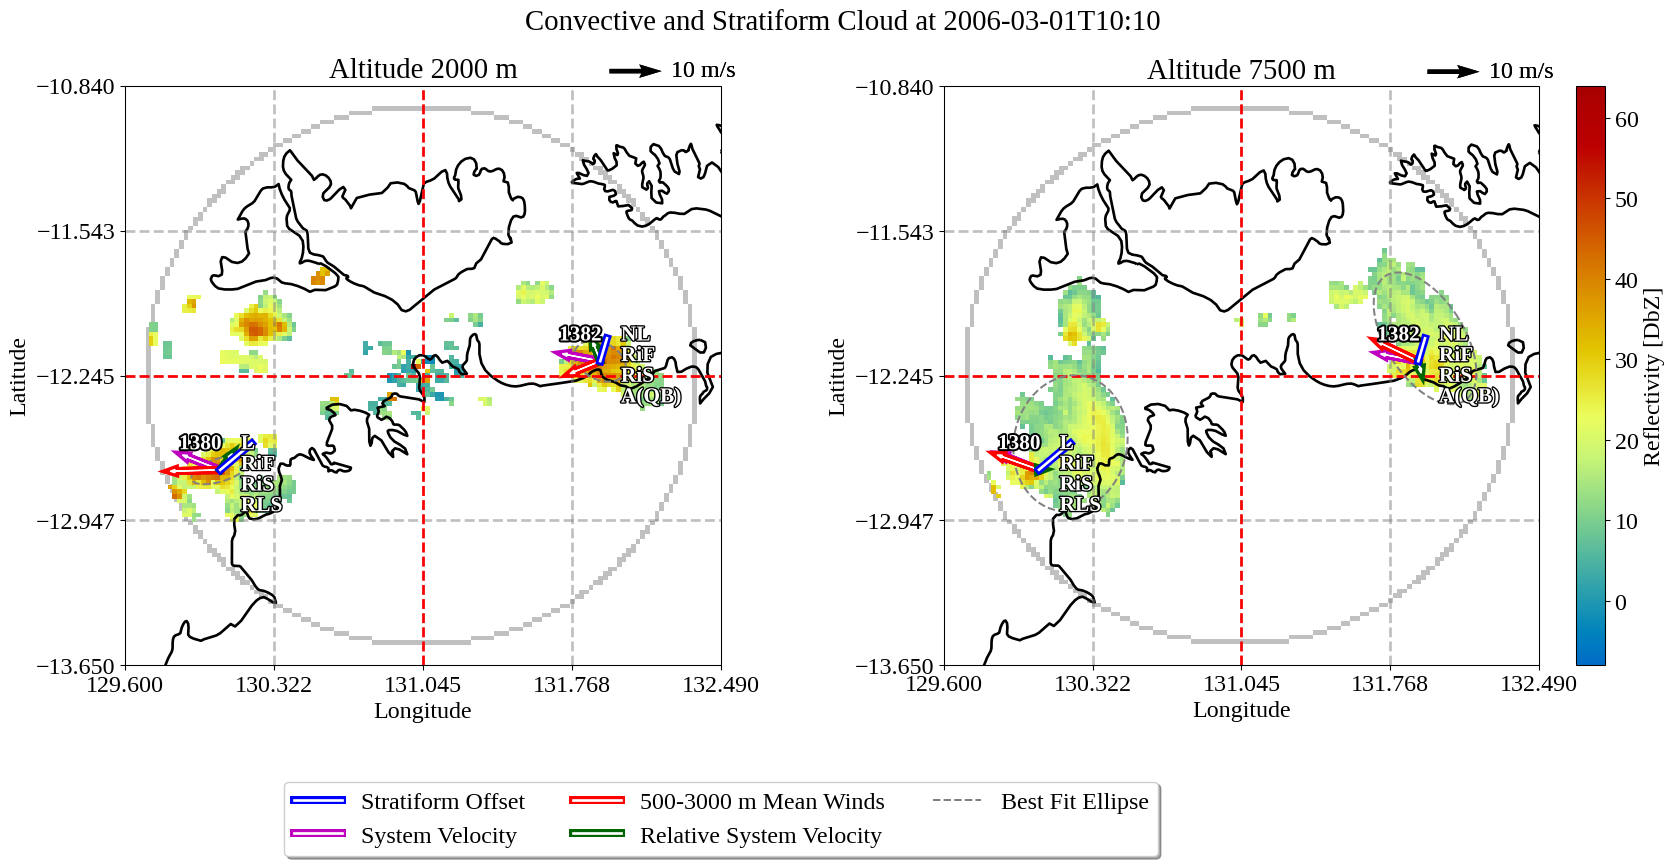 Convective and Stratiform Cloud at 2006-03-01T10:10
Altitude 2000 m
10 m/s
−10.840
−11.543
−12.245
−12.947
−13.650
129.600
130.322
131.045
131.768
132.490
Latitude
Longitude
1382
NL
RiF
RiS
A(QB)
1380
L
RiF
RiS
RLS
Altitude 7500 m
10 m/s
−10.840
−11.543
−12.245
−12.947
−13.650
129.600
130.322
131.045
131.768
132.490
Latitude
Longitude
1382
NL
RiF
RiS
A(QB)
1380
L
RiF
RiS
RLS
60
50
40
30
20
10
0
Reflectivity [DbZ]
Stratiform Offset
System Velocity
500-3000 m Mean Winds
Relative System Velocity
Best Fit Ellipse